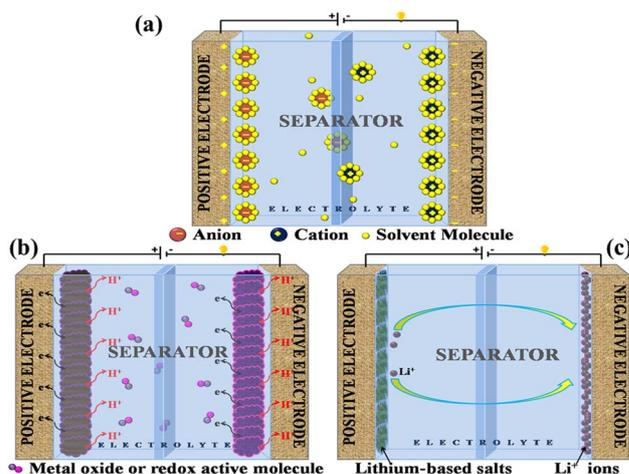 (a)
+ -
POSITIVE ELECTRODE
SEPARATOR
NEGATIVE ELECTRODE
ELECTROLYTE
Anion Cation Solvent Molecule
(b)
+ -
POSITIVE ELECTRODE
H+
H+
H+
H+
H+
H+
H+
e-
e-
e-
e-
e-
e-
SEPARATOR
H+
H+
H+
H+
H+
H+
H+
e-
e-
e-
e-
e-
e-
NEGATIVE ELECTRODE
ELECTROLYTE
Metal oxide or redox active molecule
(c)
+ -
POSITIVE ELECTRODE
SEPARATOR
Li+
NEGATIVE ELECTRODE
ELECTROLYTE
Lithium-based salts Li+ ions